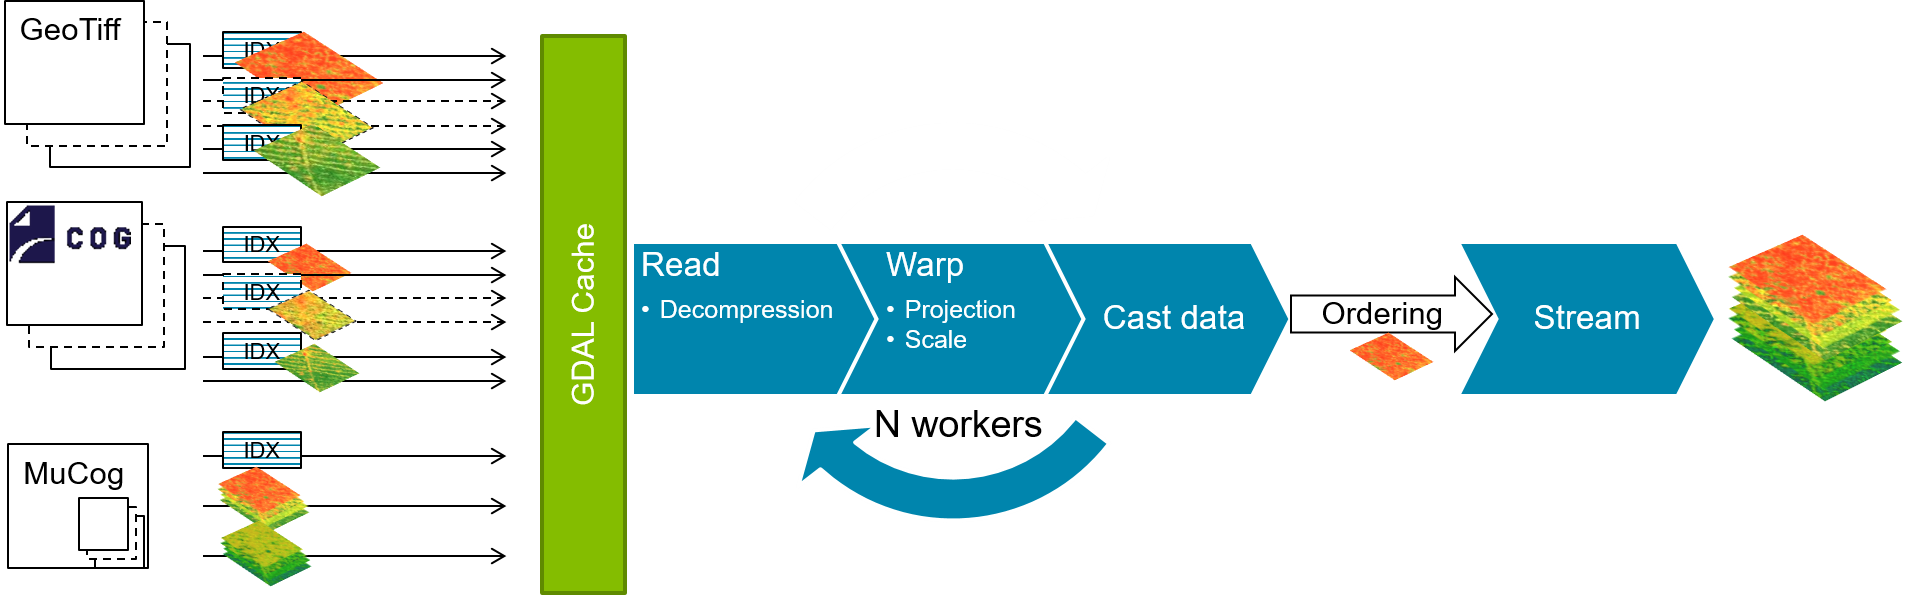 GeoTiff
IDX
IDX
IDX
COG
IDX
IDX
IDX
MuCog
IDX
GDAL Cache
Read
• Decompression
Warp
• Projection
• Scale
Cast data
N workers
Ordering
Stream